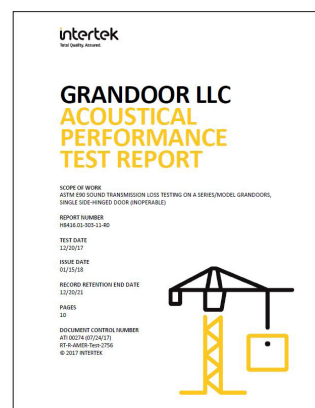 intertek
Total Quality. Assured.
GRANDOOR LLC
ACOUSTICAL
PERFORMANCE
TEST REPORT
SCOPE OF WORK
ASTM E90 SOUND TRANSMISSION LOSS TESTING ON A SERIES/MODEL GRANDOORS,
SINGLE SIDE-HINGED DOOR (INOPERABLE)
REPORT NUMBER
H8416.01-303-11-R0
TEST DATE
12/20/17
ISSUE DATE
01/15/18
RECORD RETENTION END DATE
12/20/21
PAGES
10
DOCUMENT CONTROL NUMBER
ATI 00274 (07/24/17)
RT-R-AMER-Test-2756
© 2017 INTERTEK